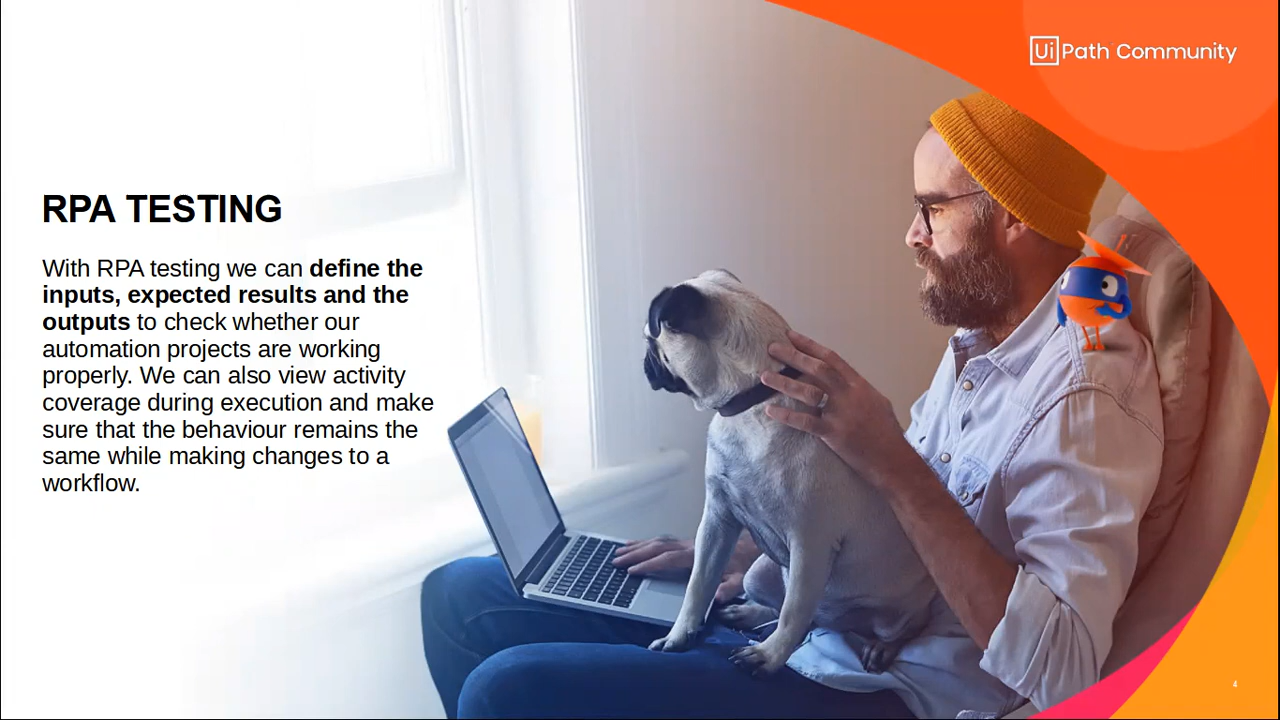 UiPath Community
RPA TESTING
With RPA testing we can define the
inputs, expected results and the
outputs to check whether our
automation projects are working
properly. We can also view activity
coverage during execution and make
sure that the behaviour remains the
same while making changes to a
workflow.
4